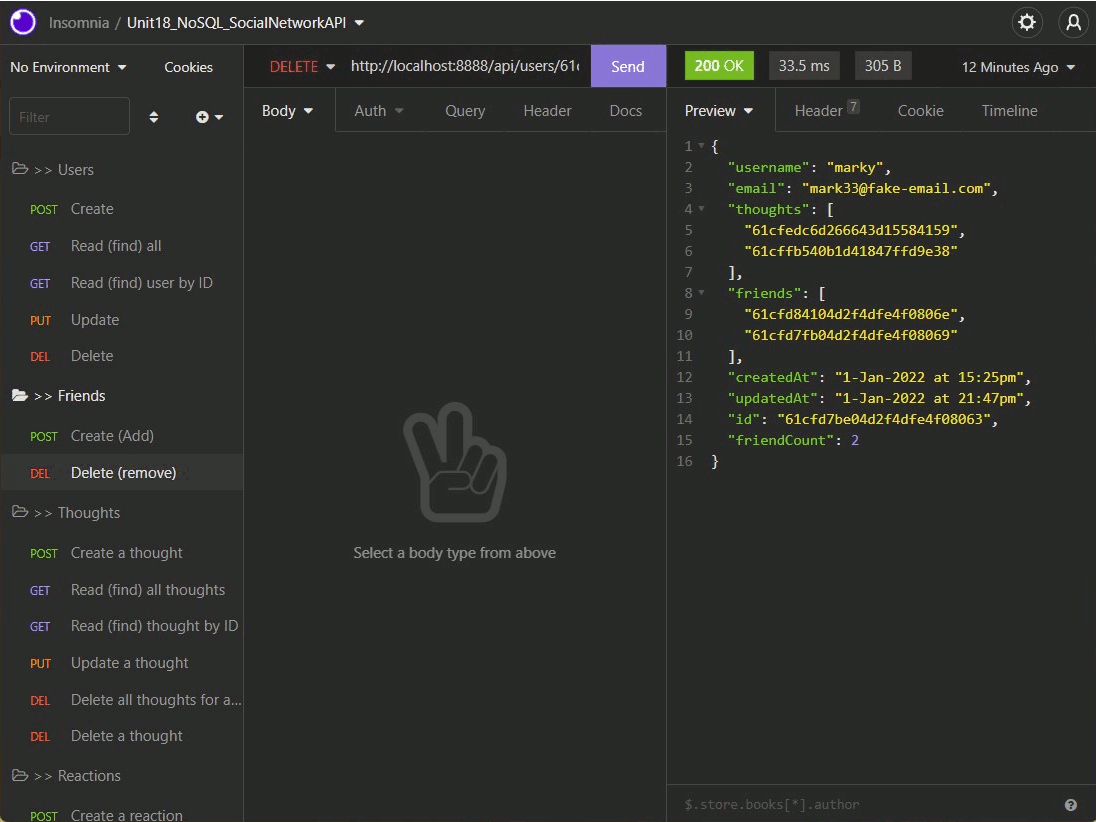 Insomnia / Unit18_NoSQL_SocialNetworkAPI
No Environment
Cookies
Filter
>> Users
POST Create
GET Read (find) all
GET Read (find) user by ID
PUT Update
DEL Delete
>> Friends
POST Create (Add)
DEL Delete (remove)
>> Thoughts
POST Create a thought
GET Read (find) all thoughts
GET Read (find) thought by ID
PUT Update a thought
DEL Delete all thoughts for a...
DEL Delete a thought
>> Reactions
POST Create a reaction
DELETE http://localhost:8888/api/users/61c Send
Body Auth Query Header Docs
Select a body type from above
200 OK 33.5 ms 305 B 12 Minutes Ago
Preview Header 7 Cookie Timeline
1 {
2 "username": "marky",
3 "email": "mark33@fake-email.com",
4 "thoughts": [
5 "61cfedc6d266643d15584159",
6 "61cffb540b1d41847ffd9e38"
7 ],
8 "friends": [
9 "61cfd84104d2f4dfe4f0806e",
10 "61cfd7fb04d2f4dfe4f08069"
11 ],
12 "createdAt": "1-Jan-2022 at 15:25pm",
13 "updatedAt": "1-Jan-2022 at 21:47pm",
14 "id": "61cfd7be04d2f4dfe4f08063",
15 "friendCount": 2
16 }
$.store.books[*].author